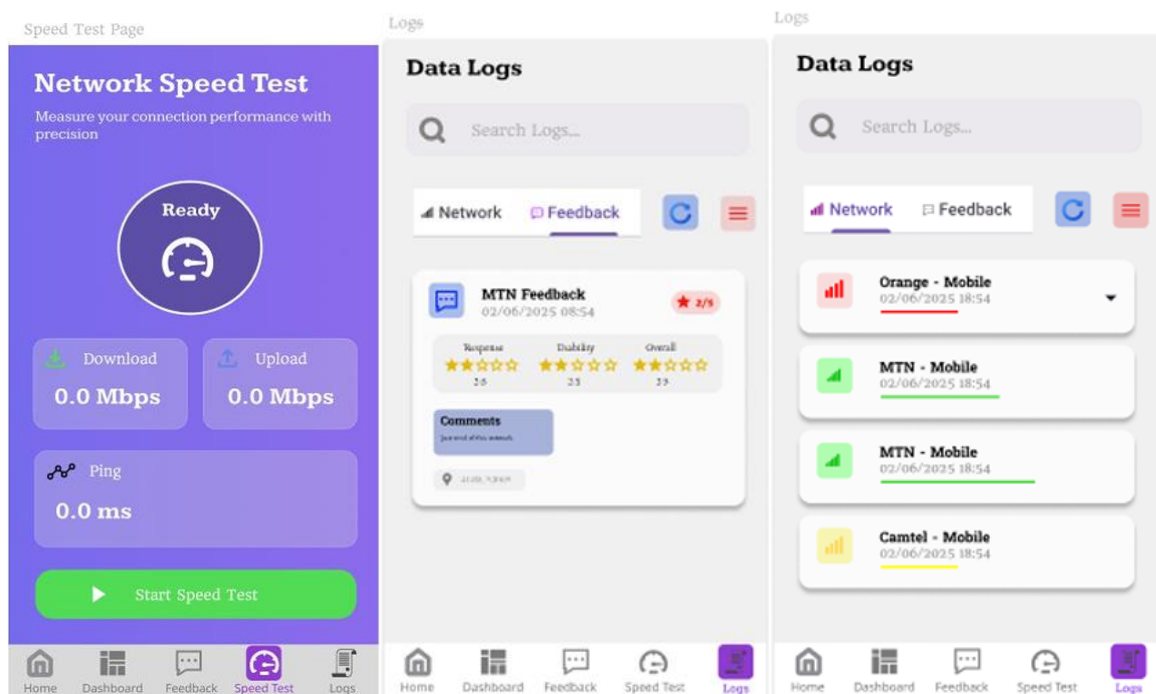 Speed Test Page
Network Speed Test
Measure your connection performance with
precision
Ready
Download
0.0 Mbps
Upload
0.0 Mbps
Ping
0.0 ms
Start Speed Test
Home
Dashboard
Feedback
Speed Test
Logs
Logs
Data Logs
Search Logs...
Network
Feedback
MTN Feedback
02/06/2025 08:54
2/5
Response
Usability
Overall
Comments
Home
Dashboard
Feedback
Speed Test
Logs
Logs
Data Logs
Search Logs...
Network
Feedback
Orange - Mobile
02/06/2025 18:54
MTN - Mobile
02/06/2025 18:54
MTN - Mobile
02/06/2025 18:54
Camtel - Mobile
02/06/2025 18:54
Home
Dashboard
Feedback
Speed Test
Logs